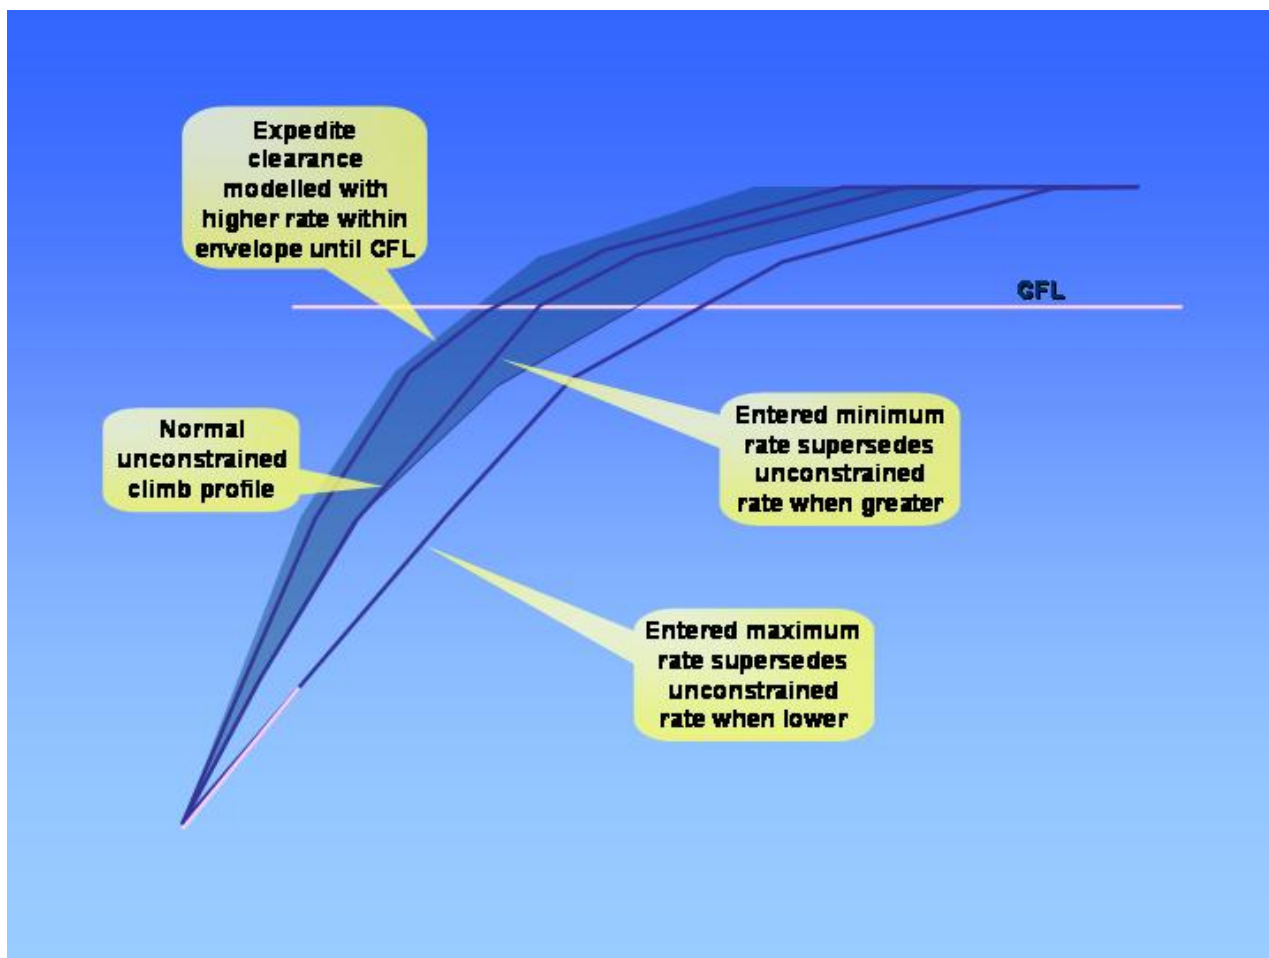 Expedite
clearance
modelled with
higher rate within
envelope until CFL
CFL
Normal
unconstrained
climb profile
Entered minimum
rate supersedes
unconstrained
rate when greater
Entered maximum
rate supersedes
unconstrained
rate when lower